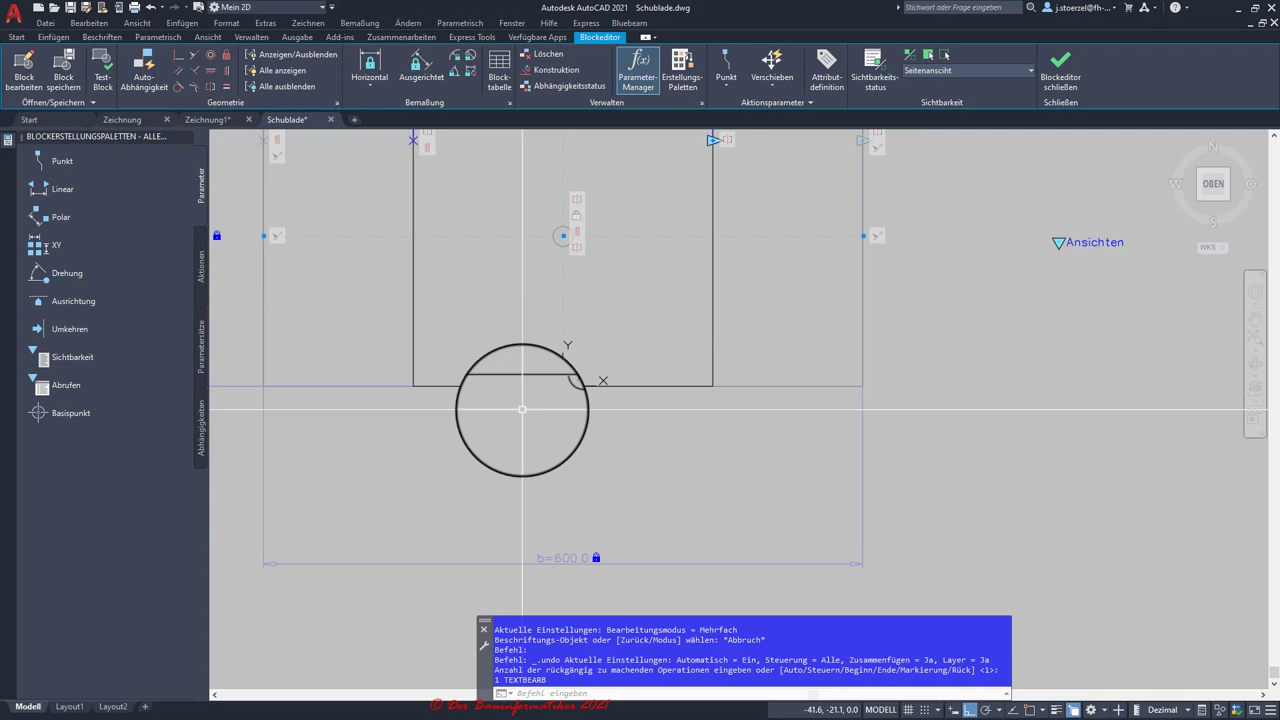 Mein 2D
Autodesk AutoCAD 2021 Schublade.dwg
Stichwort oder Frage eingeben
j.stoerzel@fh-...
Datei Bearbeiten Ansicht Einfügen Format Extras Zeichnen Bemaßung Ändern Parametrisch Fenster Hilfe Express Bluebeam
Start Einfügen Beschriften Parametrisch Ansicht Verwalten Ausgabe Add-ins Zusammenarbeiten Express Tools Verfügbare Apps Blockeditor
Block bearbeiten
Block speichern
Test-Block
Öffnen/Speichern
Auto-Abhängigkeit
Anzeigen/Ausblenden
Alle anzeigen
Alle ausblenden
Geometrie
Horizontal
Ausgerichtet
Bemaßung
Block-tabelle
Löschen
Konstruktion
Abhängigkeitsstatus
Parameter-Manager
Erstellungs-Paletten
Verwalten
Punkt
Verschieben
Aktionsparameter
Attribut-definition
Sichtbarkeits-status
Seitenansicht
Sichtbarkeit
Blockeditor schließen
Schließen
Start Zeichnung Zeichnung1* Schublade*
BLOCKERSTELLUNGSPALETTEN - ALLE...
Punkt
Linear
Polar
XY
Drehung
Ausrichtung
Umkehren
Sichtbarkeit
Abrufen
Basispunkt
Parameter
Aktionen
Parametersätze
Abhängigkeiten
N
W OBEN O
S
WKS
Ansichten
Y
X
b=600.0
Aktuelle Einstellungen: Bearbeitungsmodus = Mehrfach
Beschriftungs-Objekt oder [Zurück/Modus] wählen: *Abbruch*
Befehl:
Befehl: _.undo Aktuelle Einstellungen: Automatisch = Ein, Steuerung = Alle, Zusammenfügen = Ja, Layer = Ja
Anzahl der rückgängig zu machenden Operationen eingeben oder [Auto/Steuern/Beginn/Ende/Markierung/Rück] <1>:
1 TEXTBEARB
Befehl eingeben
© Der Bauinformatiker 2021
Modell Layout1 Layout2
-41.6, -21.1, 0.0 MODELL
Dezimal